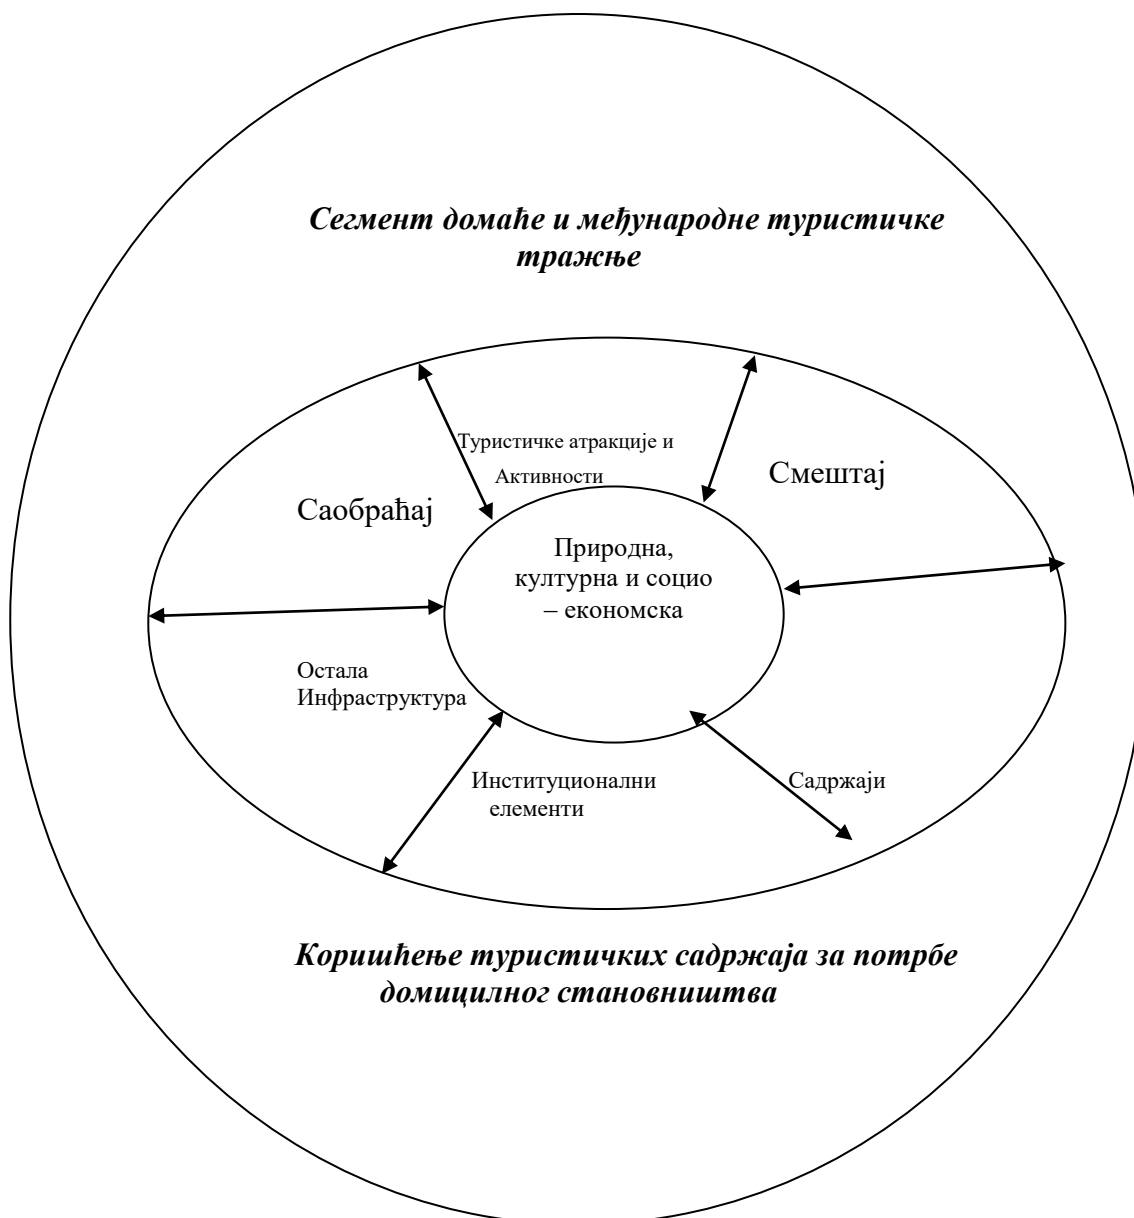 Сегмент домаће и међународне туристичке
тражње
Туристичке атракције и
Активности
Смештај
Саобраћај
Природна,
културна и социо
– економска
Остала
Инфраструктура
Институционални
елементи
Садржаји
Коришћење туристичких садржаја за потрбе
домицилног становништва